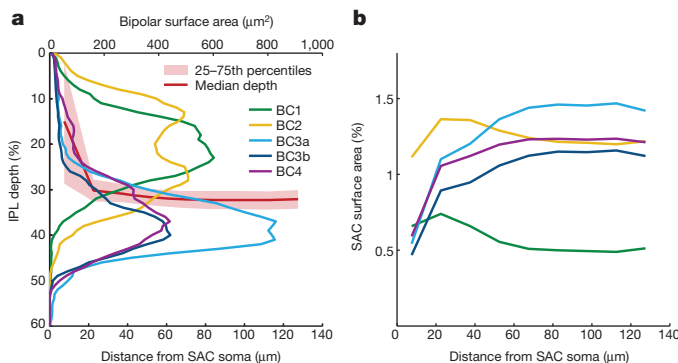 a
Bipolar surface area (μm²)
0 200 400 600 800 1,000
IPL depth (%)
0
10
20
30
40
50
60
25–75th percentiles
Median depth
BC1
BC2
BC3a
BC3b
BC4
0 20 40 60 80 100 120 140
Distance from SAC soma (μm)
b
SAC surface area (%)
1.5
1
0.5
0 20 40 60 80 100 120 140
Distance from SAC soma (μm)